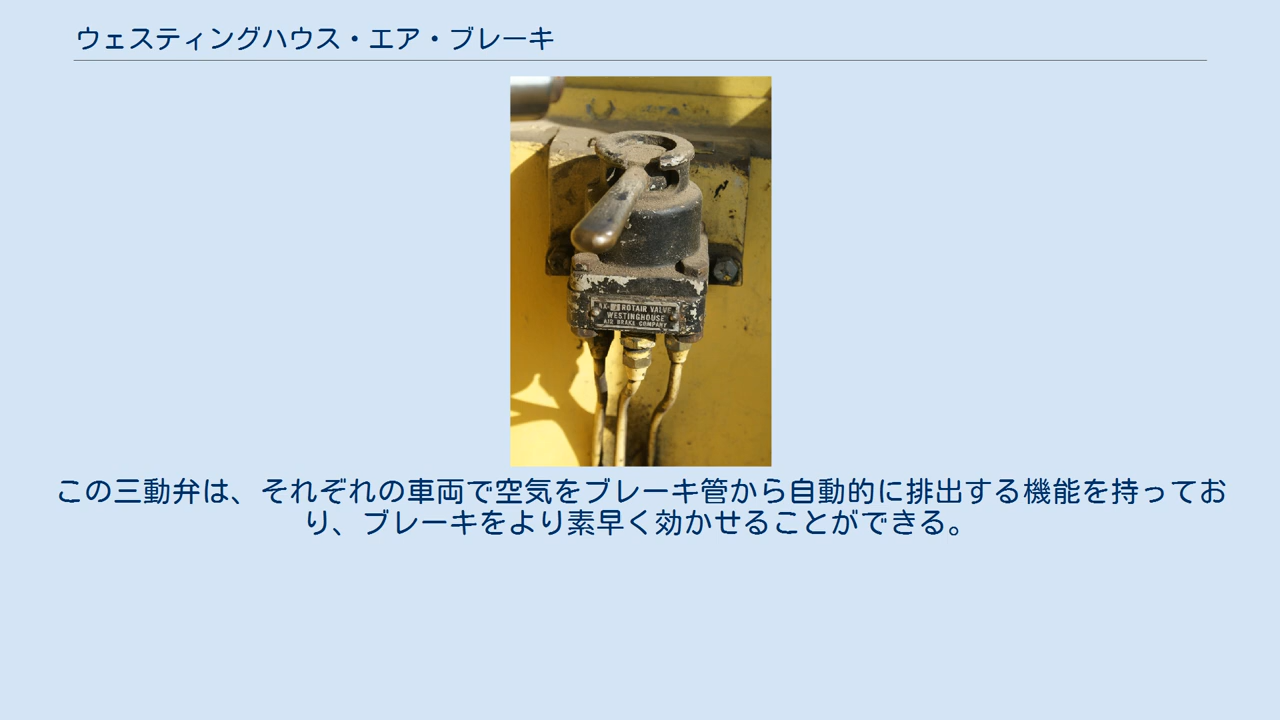 ウェスティングハウス・エア・ブレーキ
ROTAIR VALVE
WESTINGHOUSE
AIR BRAKE COMPANY
この三動弁は、それぞれの車両で空気をブレーキ管から自動的に排出する機能を持ってお
り、ブレーキをより素早く効かせることができる。